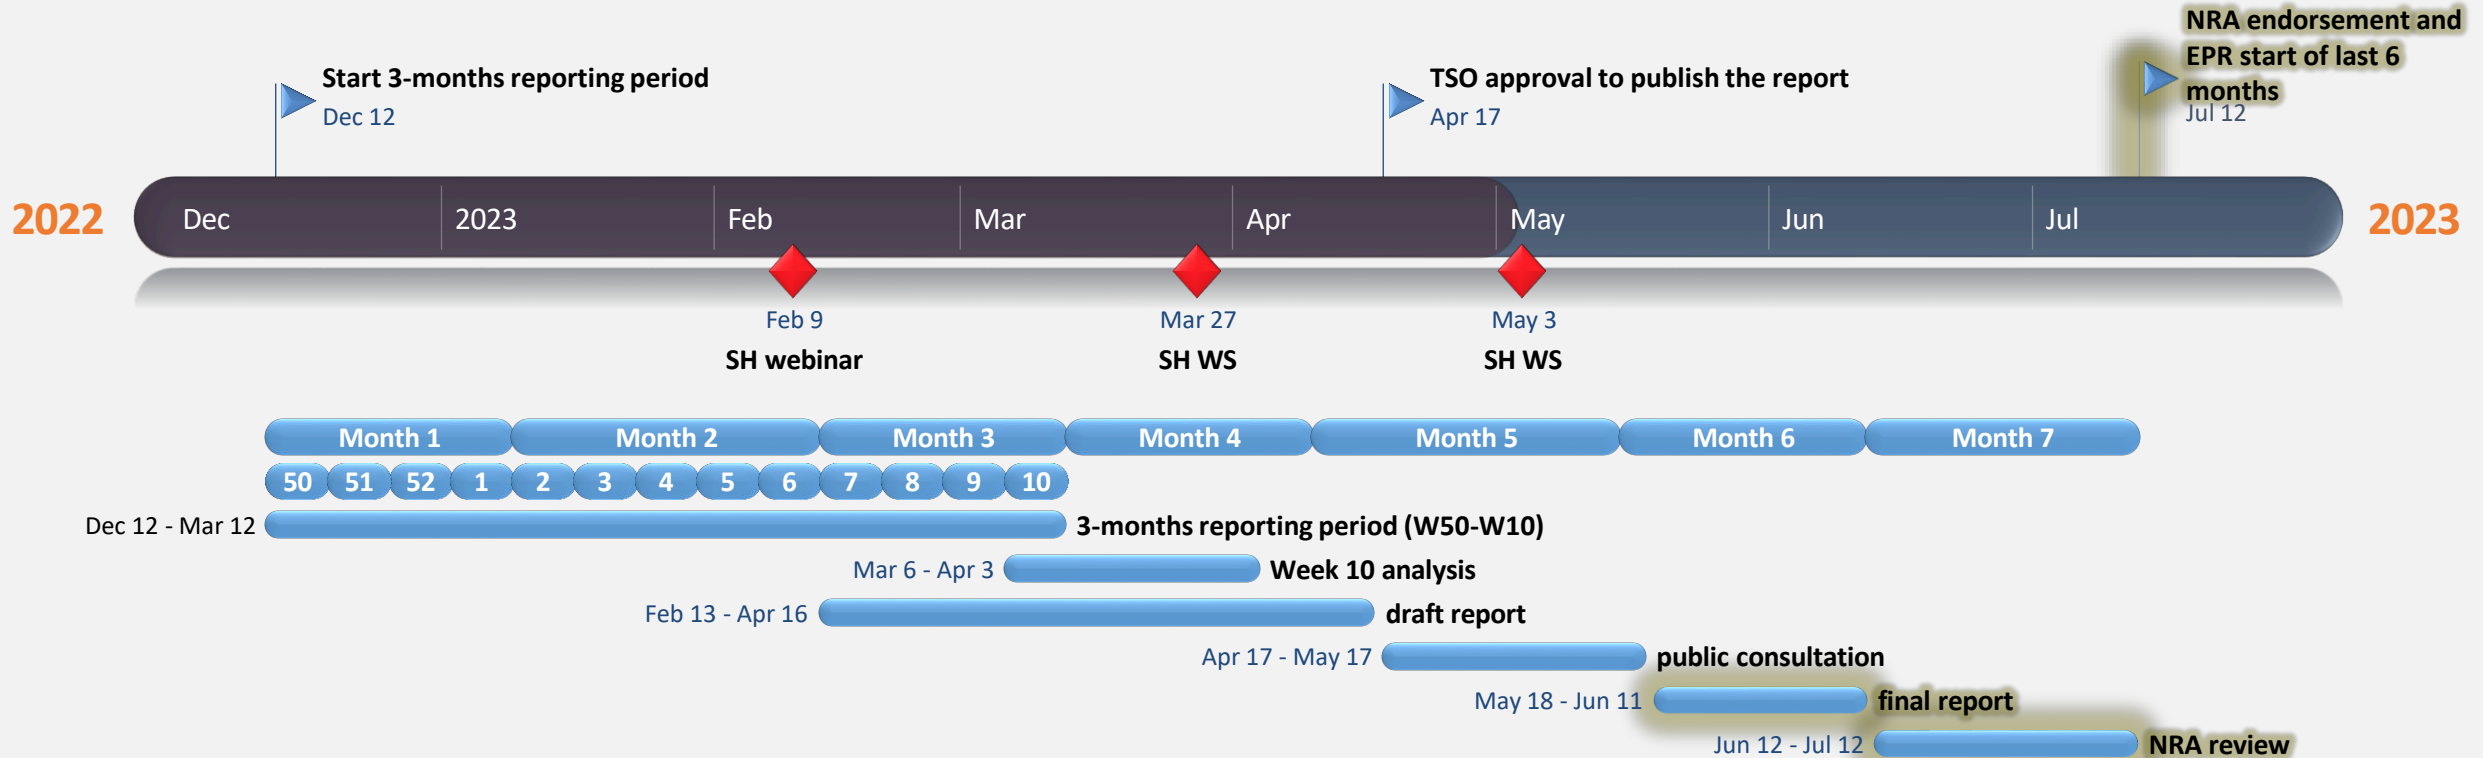 NRA endorsement and
EPR start of last 6
months
Jul 12
Start 3-months reporting period
Dec 12
TSO approval to publish the report
Apr 17
2022
Dec
2023
Feb
Mar
Apr
May
Jun
Jul
2023
Feb 9
SH webinar
Mar 27
SH WS
May 3
SH WS
Month 1
Month 2
Month 3
Month 4
Month 5
Month 6
Month 7
50
51
52
1
2
3
4
5
6
7
8
9
10
Dec 12 - Mar 12
3-months reporting period (W50-W10)
Mar 6 - Apr 3
Week 10 analysis
Feb 13 - Apr 16
draft report
Apr 17 - May 17
public consultation
May 18 - Jun 11
final report
Jun 12 - Jul 12
NRA review